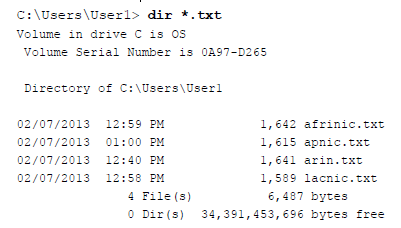 C:\Users\User1> dir *.txt
Volume in drive C is OS
Volume Serial Number is 0A97-D265
Directory of C:\Users\User1
02/07/2013 12:59 PM 1,642 afrinic.txt
02/07/2013 01:00 PM 1,615 apnic.txt
02/07/2013 12:40 PM 1,641 arin.txt
02/07/2013 12:58 PM 1,589 lacnic.txt
4 File(s) 6,487 bytes
0 Dir(s) 34,391,453,696 bytes free